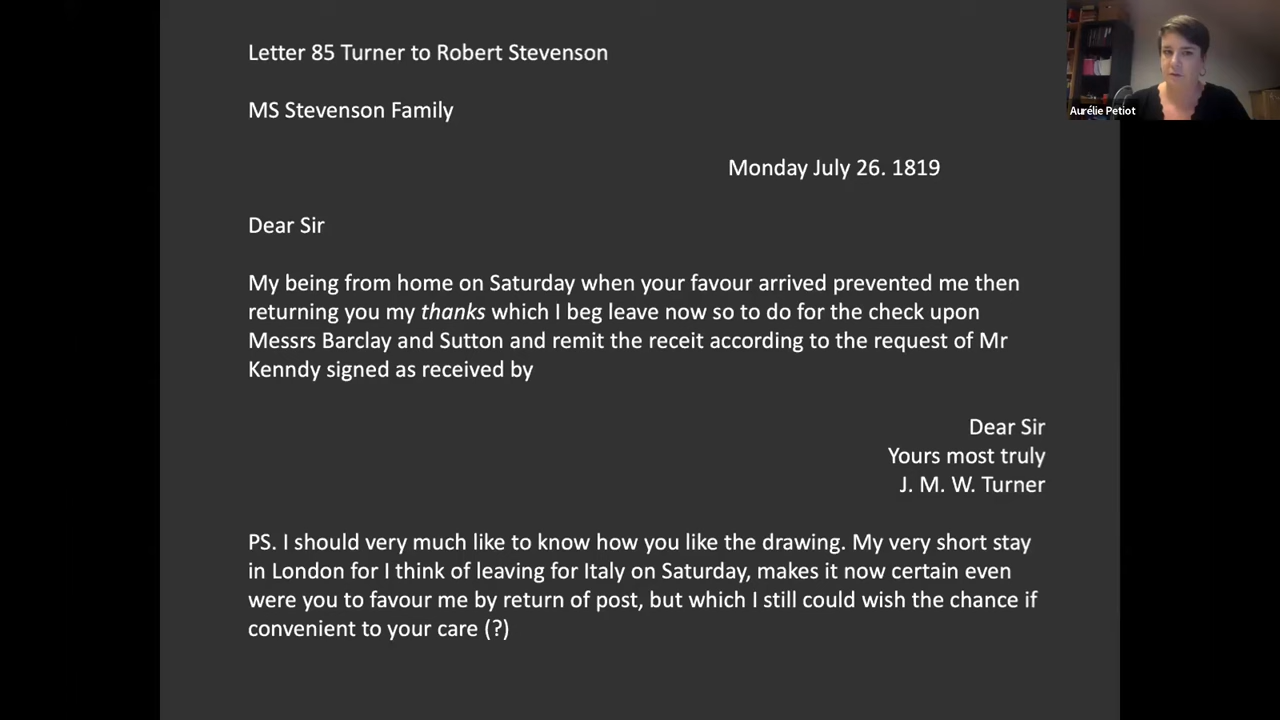 Letter 85 Turner to Robert Stevenson
MS Stevenson Family
Monday July 26. 1819
Dear Sir
My being from home on Saturday when your favour arrived prevented me then
returning you my thanks which I beg leave now so to do for the check upon
Messrs Barclay and Sutton and remit the receit according to the request of Mr
Kenndy signed as received by
Dear Sir
Yours most truly
J. M. W. Turner
PS. I should very much like to know how you like the drawing. My very short stay
in London for I think of leaving for Italy on Saturday, makes it now certain even
were you to favour me by return of post, but which I still could wish the chance if
convenient to your care (?)
Aurélie Petiot